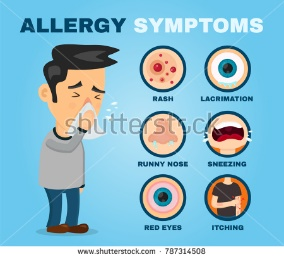 ALLERGY SYMPTOMS
RASH
LACRIMATION
shutterstock
RUNNY NOSE
SNEEZING
RED EYES
ITCHING
www.shutterstock.com • 787314508